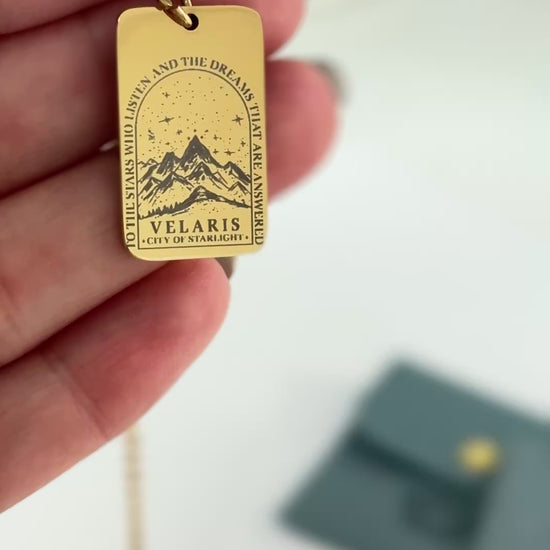 TO THE STARS WHO LISTEN AND THE DREAMS THAT ARE ANSWERED
VELARIS
• CITY OF STARLIGHT •